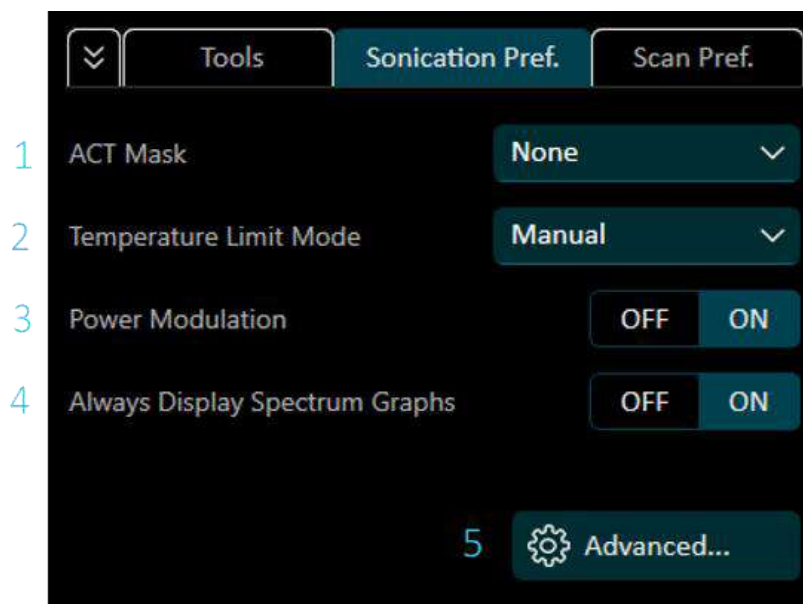 Tools Sonication Pref. Scan Pref.
1 ACT Mask None
2 Temperature Limit Mode Manual
3 Power Modulation OFF ON
4 Always Display Spectrum Graphs OFF ON
5 Advanced...